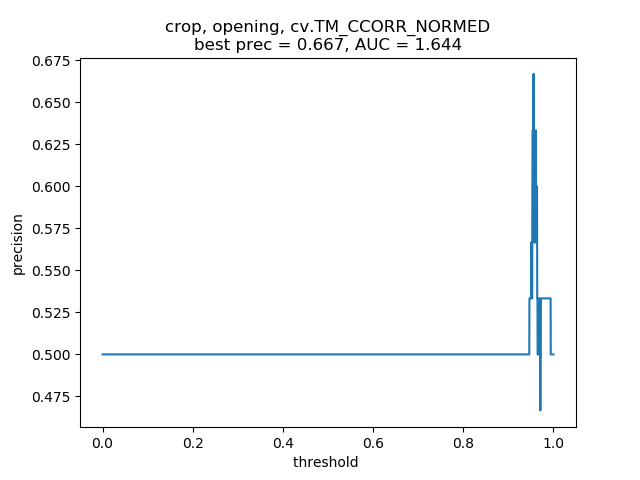 crop, opening, cv.TM_CCORR_NORMED
best prec = 0.667, AUC = 1.644
0.675
0.650
0.625
0.600
0.575
0.550
0.525
0.500
0.475
precision
0.0 0.2 0.4 0.6 0.8 1.0
threshold